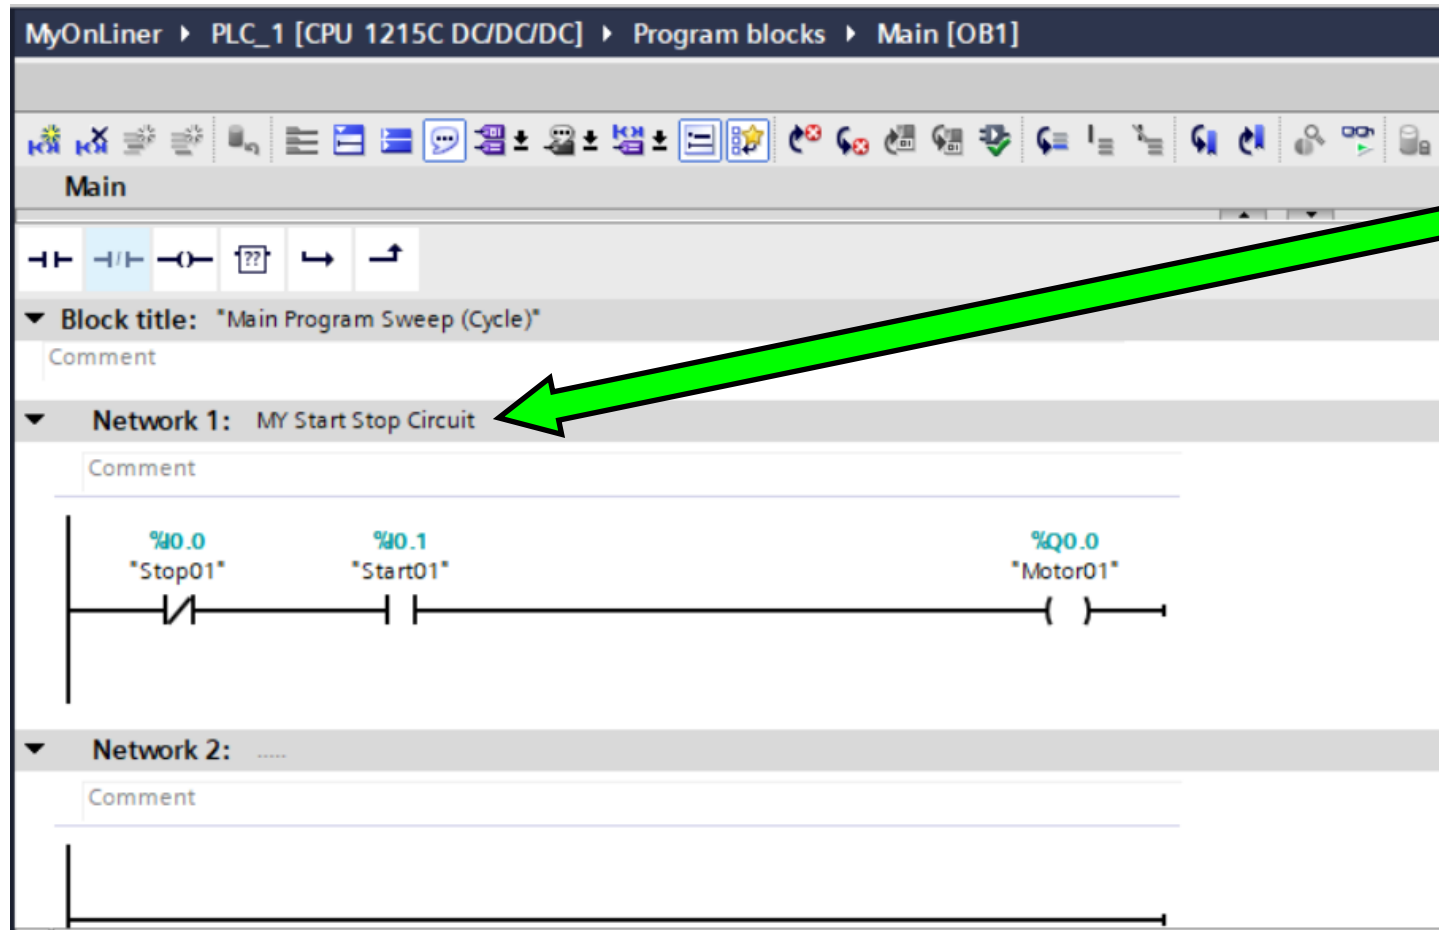 MyOnLiner ▸ PLC_1 [CPU 1215C DC/DC/DC] ▸ Program blocks ▸ Main [OB1]
Main
??
Block title: "Main Program Sweep (Cycle)"
Comment
Network 1: MY Start Stop Circuit
Comment
%I0.0 %I0.1 %Q0.0
"Stop01" "Start01" "Motor01"
Network 2: .....
Comment